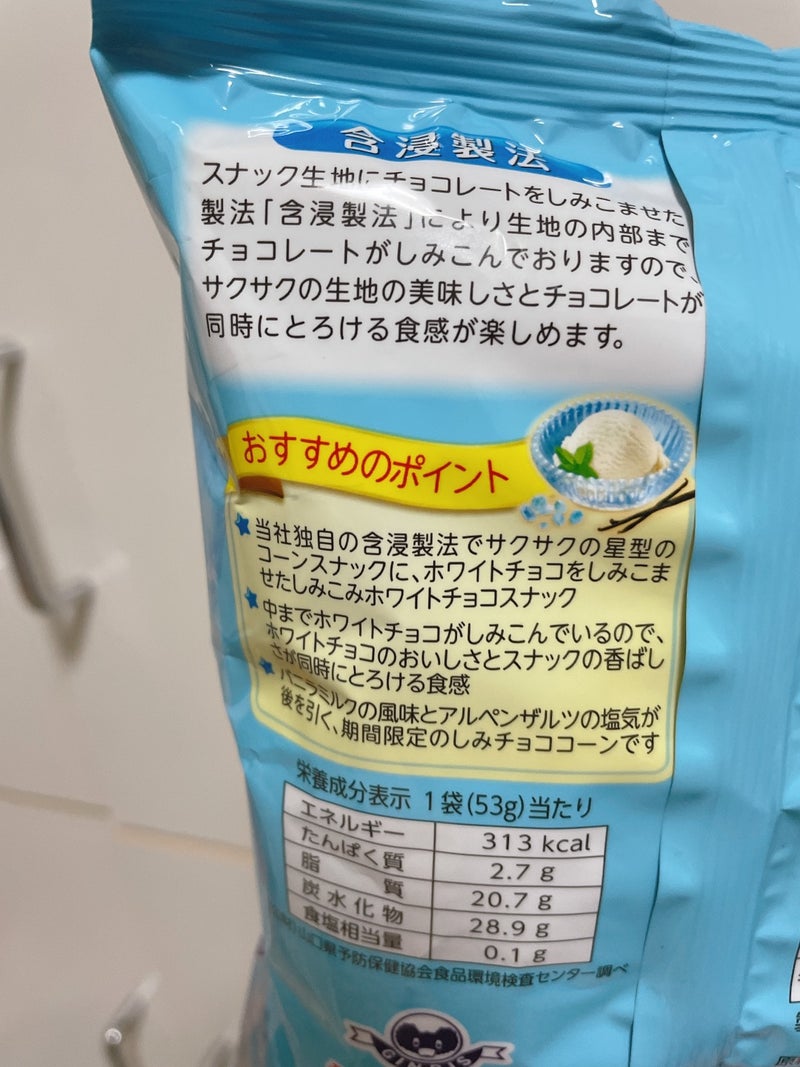 含浸製法
スナック生地にチョコレートをしみこませた
製法「含浸製法」により生地の内部まで
チョコレートがしみこんでおりますので、
サクサクの生地の美味しさとチョコレートが
同時にとろける食感が楽しめます。
おすすめのポイント
当社独自の含浸製法でサクサクの星型の
コーンスナックに、ホワイトチョコをしみこま
せたしみこみホワイトチョコスナック
中までホワイトチョコがしみこんでいるので、
ホワイトチョコのおいしさとスナックの香ばし
さが同時にとろける食感
バニラミルクの風味とアルペンザルツの塩気が
後を引く、期間限定のしみチョココーンです
栄養成分表示 1袋(53g)当たり
エネルギー 313 kcal
たんぱく質 2.7 g
脂質 20.7 g
炭水化物 28.9 g
食塩相当量 0.1 g
山口県予防保健協会食品環境検査センター調べ
GINBIS